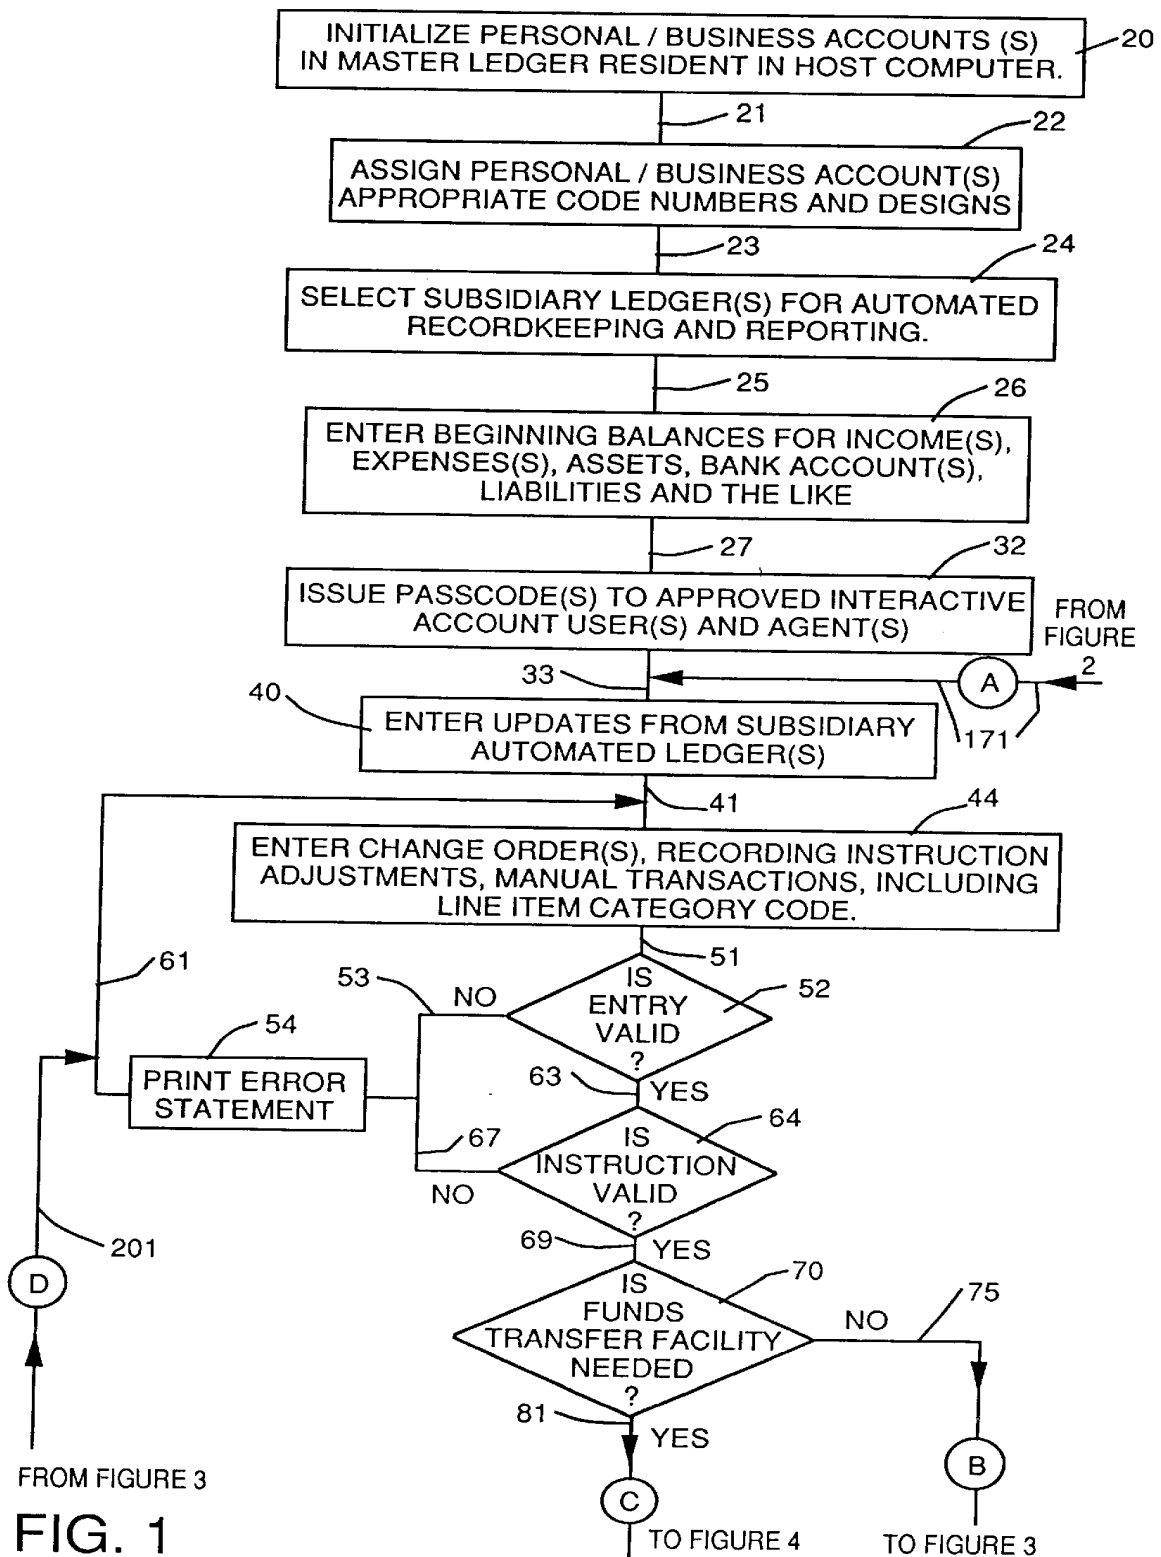 INITIALIZE PERSONAL / BUSINESS ACCOUNTS (S)
IN MASTER LEDGER RESIDENT IN HOST COMPUTER.
20
21
22
ASSIGN PERSONAL / BUSINESS ACCOUNT(S)
APPROPRIATE CODE NUMBERS AND DESIGNS
23
24
SELECT SUBSIDIARY LEDGER(S) FOR AUTOMATED
RECORDKEEPING AND REPORTING.
25
26
ENTER BEGINNING BALANCES FOR INCOME(S),
EXPENSES(S), ASSETS, BANK ACCOUNT(S),
LIABILITIES AND THE LIKE
27
32
ISSUE PASSCODE(S) TO APPROVED INTERACTIVE
ACCOUNT USER(S) AND AGENT(S)
FROM
FIGURE
2
A
33
171
40
ENTER UPDATES FROM SUBSIDIARY
AUTOMATED LEDGER(S)
41
44
ENTER CHANGE ORDER(S), RECORDING INSTRUCTION
ADJUSTMENTS, MANUAL TRANSACTIONS, INCLUDING
LINE ITEM CATEGORY CODE.
51
61
53
NO
IS
ENTRY
VALID
?
52
54
PRINT ERROR
STATEMENT
63
YES
64
67
IS
INSTRUCTION
VALID
?
NO
69
YES
201
D
70
IS
FUNDS
TRANSFER FACILITY
NEEDED
?
NO
75
81
YES
B
C
FROM FIGURE 3
TO FIGURE 4
TO FIGURE 3
FIG. 1